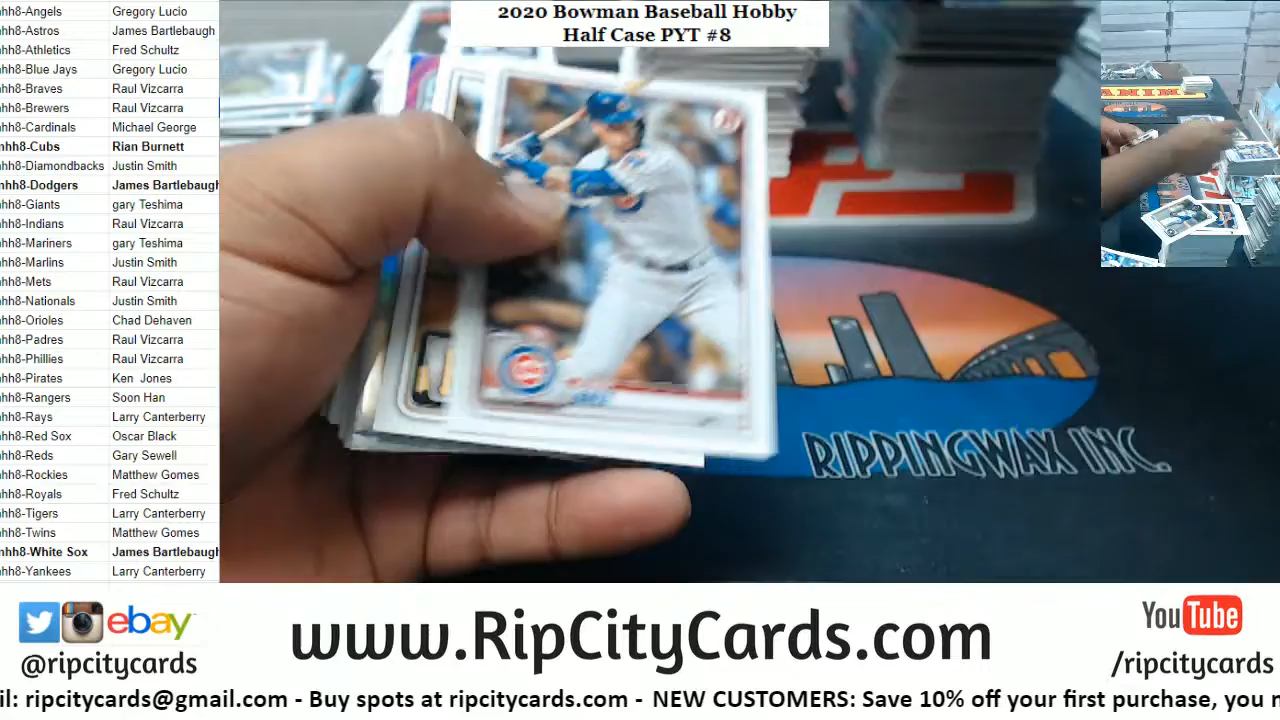 2020 Bowman Baseball Hobby
Half Case PYT #8
hh8-Angels Gregory Lucio
hh8-Astros James Bartlebaugh
hh8-Athletics Fred Schultz
hh8-Blue Jays Gregory Lucio
hh8-Braves Raul Vizcarra
hh8-Brewers Raul Vizcarra
hh8-Cardinals Michael George
hh8-Cubs Rian Burnett
hh8-Diamondbacks Justin Smith
hh8-Dodgers James Bartlebaugh
hh8-Giants gary Teshima
hh8-Indians Raul Vizcarra
hh8-Mariners gary Teshima
hh8-Marlins Justin Smith
hh8-Mets Raul Vizcarra
hh8-Nationals Justin Smith
hh8-Orioles Chad Dehaven
hh8-Padres Raul Vizcarra
hh8-Phillies Raul Vizcarra
hh8-Pirates Ken Jones
hh8-Rangers Soon Han
hh8-Rays Larry Canterberry
hh8-Red Sox Oscar Black
hh8-Reds Gary Sewell
hh8-Rockies Matthew Gomes
hh8-Royals Fred Schultz
hh8-Tigers Larry Canterberry
hh8-Twins Matthew Gomes
hh8-White Sox James Bartlebaugh
hh8-Yankees Larry Canterberry
PANINI
RIPPINGWAX INC.
ebay
@ripcitycards
www.RipCityCards.com
YouTube
/ripcitycards
il: ripcitycards@gmail.com - Buy spots at ripcitycards.com - NEW CUSTOMERS: Save 10% off your first purchase, you